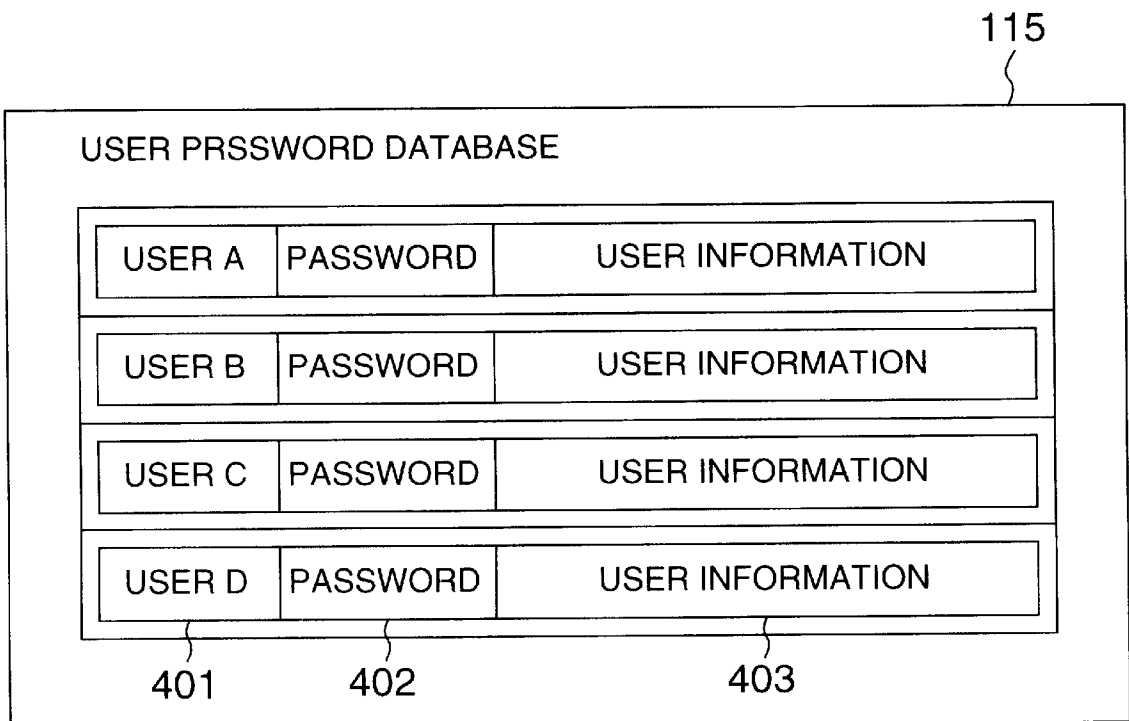 115
USER PRSSWORD DATABASE
USER A PASSWORD USER INFORMATION
USER B PASSWORD USER INFORMATION
USER C PASSWORD USER INFORMATION
USER D PASSWORD USER INFORMATION
401 402 403